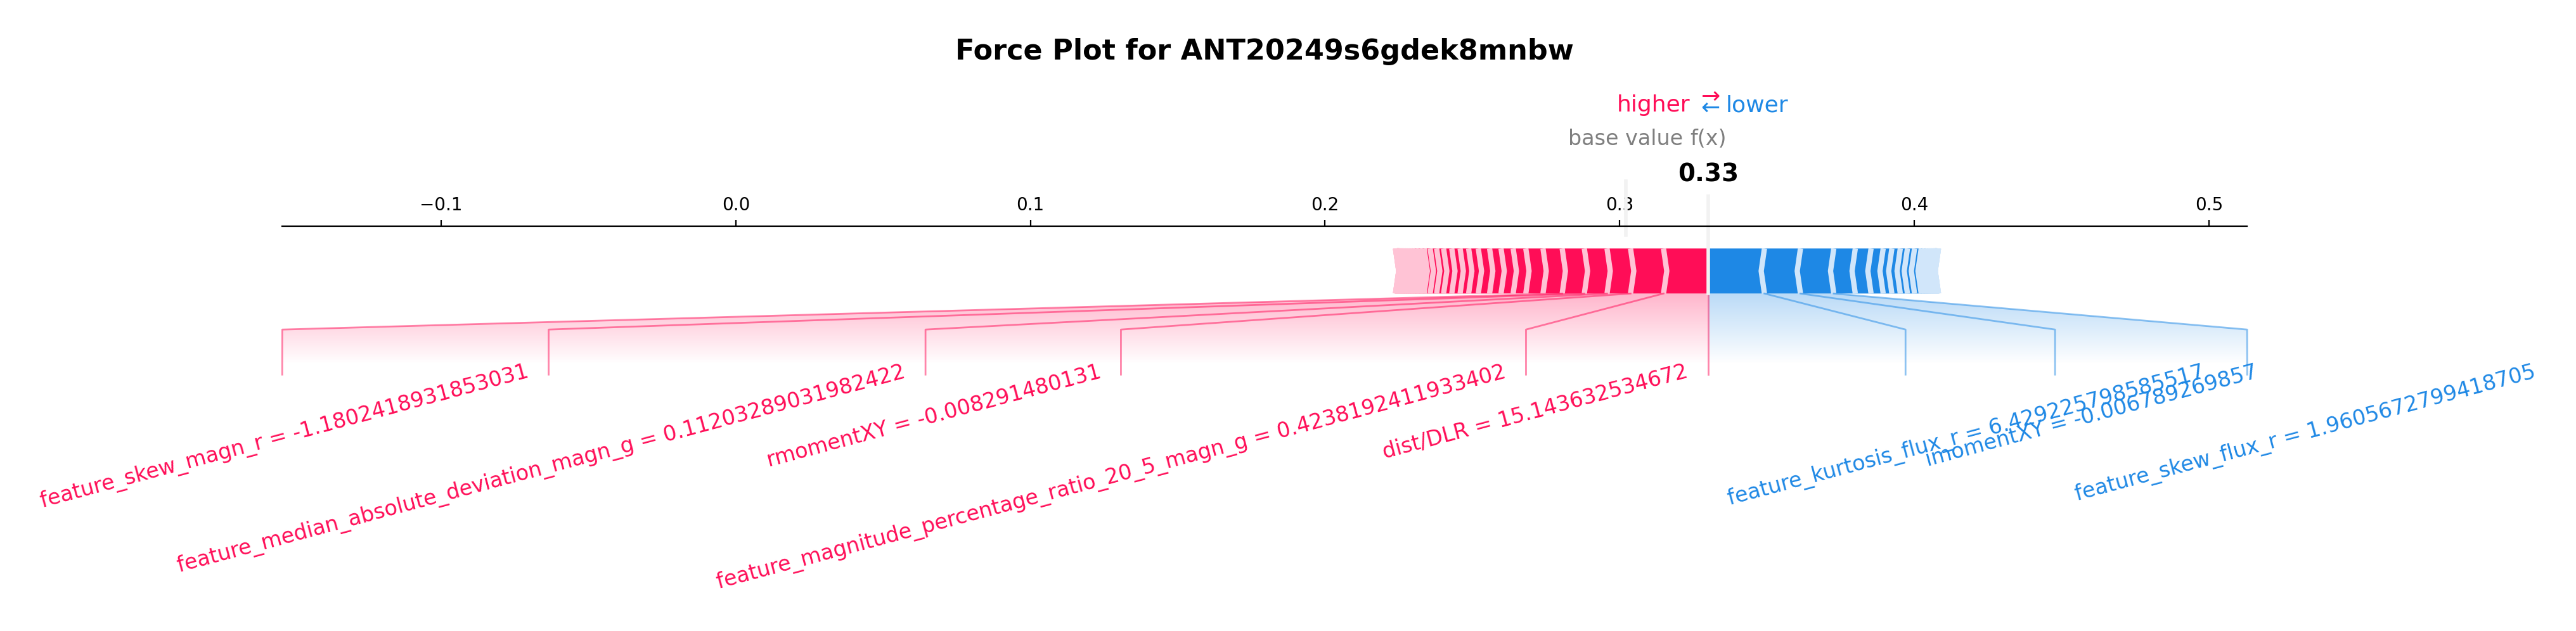 Force Plot for ANT20249s6gdek8mnbw
higher ⇄ lower
base value f(x)
0.33
−0.1 0.0 0.1 0.2 0.3 0.4 0.5
feature_skew_magn_r = -1.1802418931853031
feature_median_absolute_deviation_magn_g = 0.11203289031982422
rmomentXY = -0.008291480131
feature_magnitude_percentage_ratio_20_5_magn_g = 0.4238192411933402
dist/DLR = 15.143632534672
feature_kurtosis_flux_r = 6.429225798585517
imomentXY = -0.006789269857
feature_skew_flux_r = 1.9605672799418705